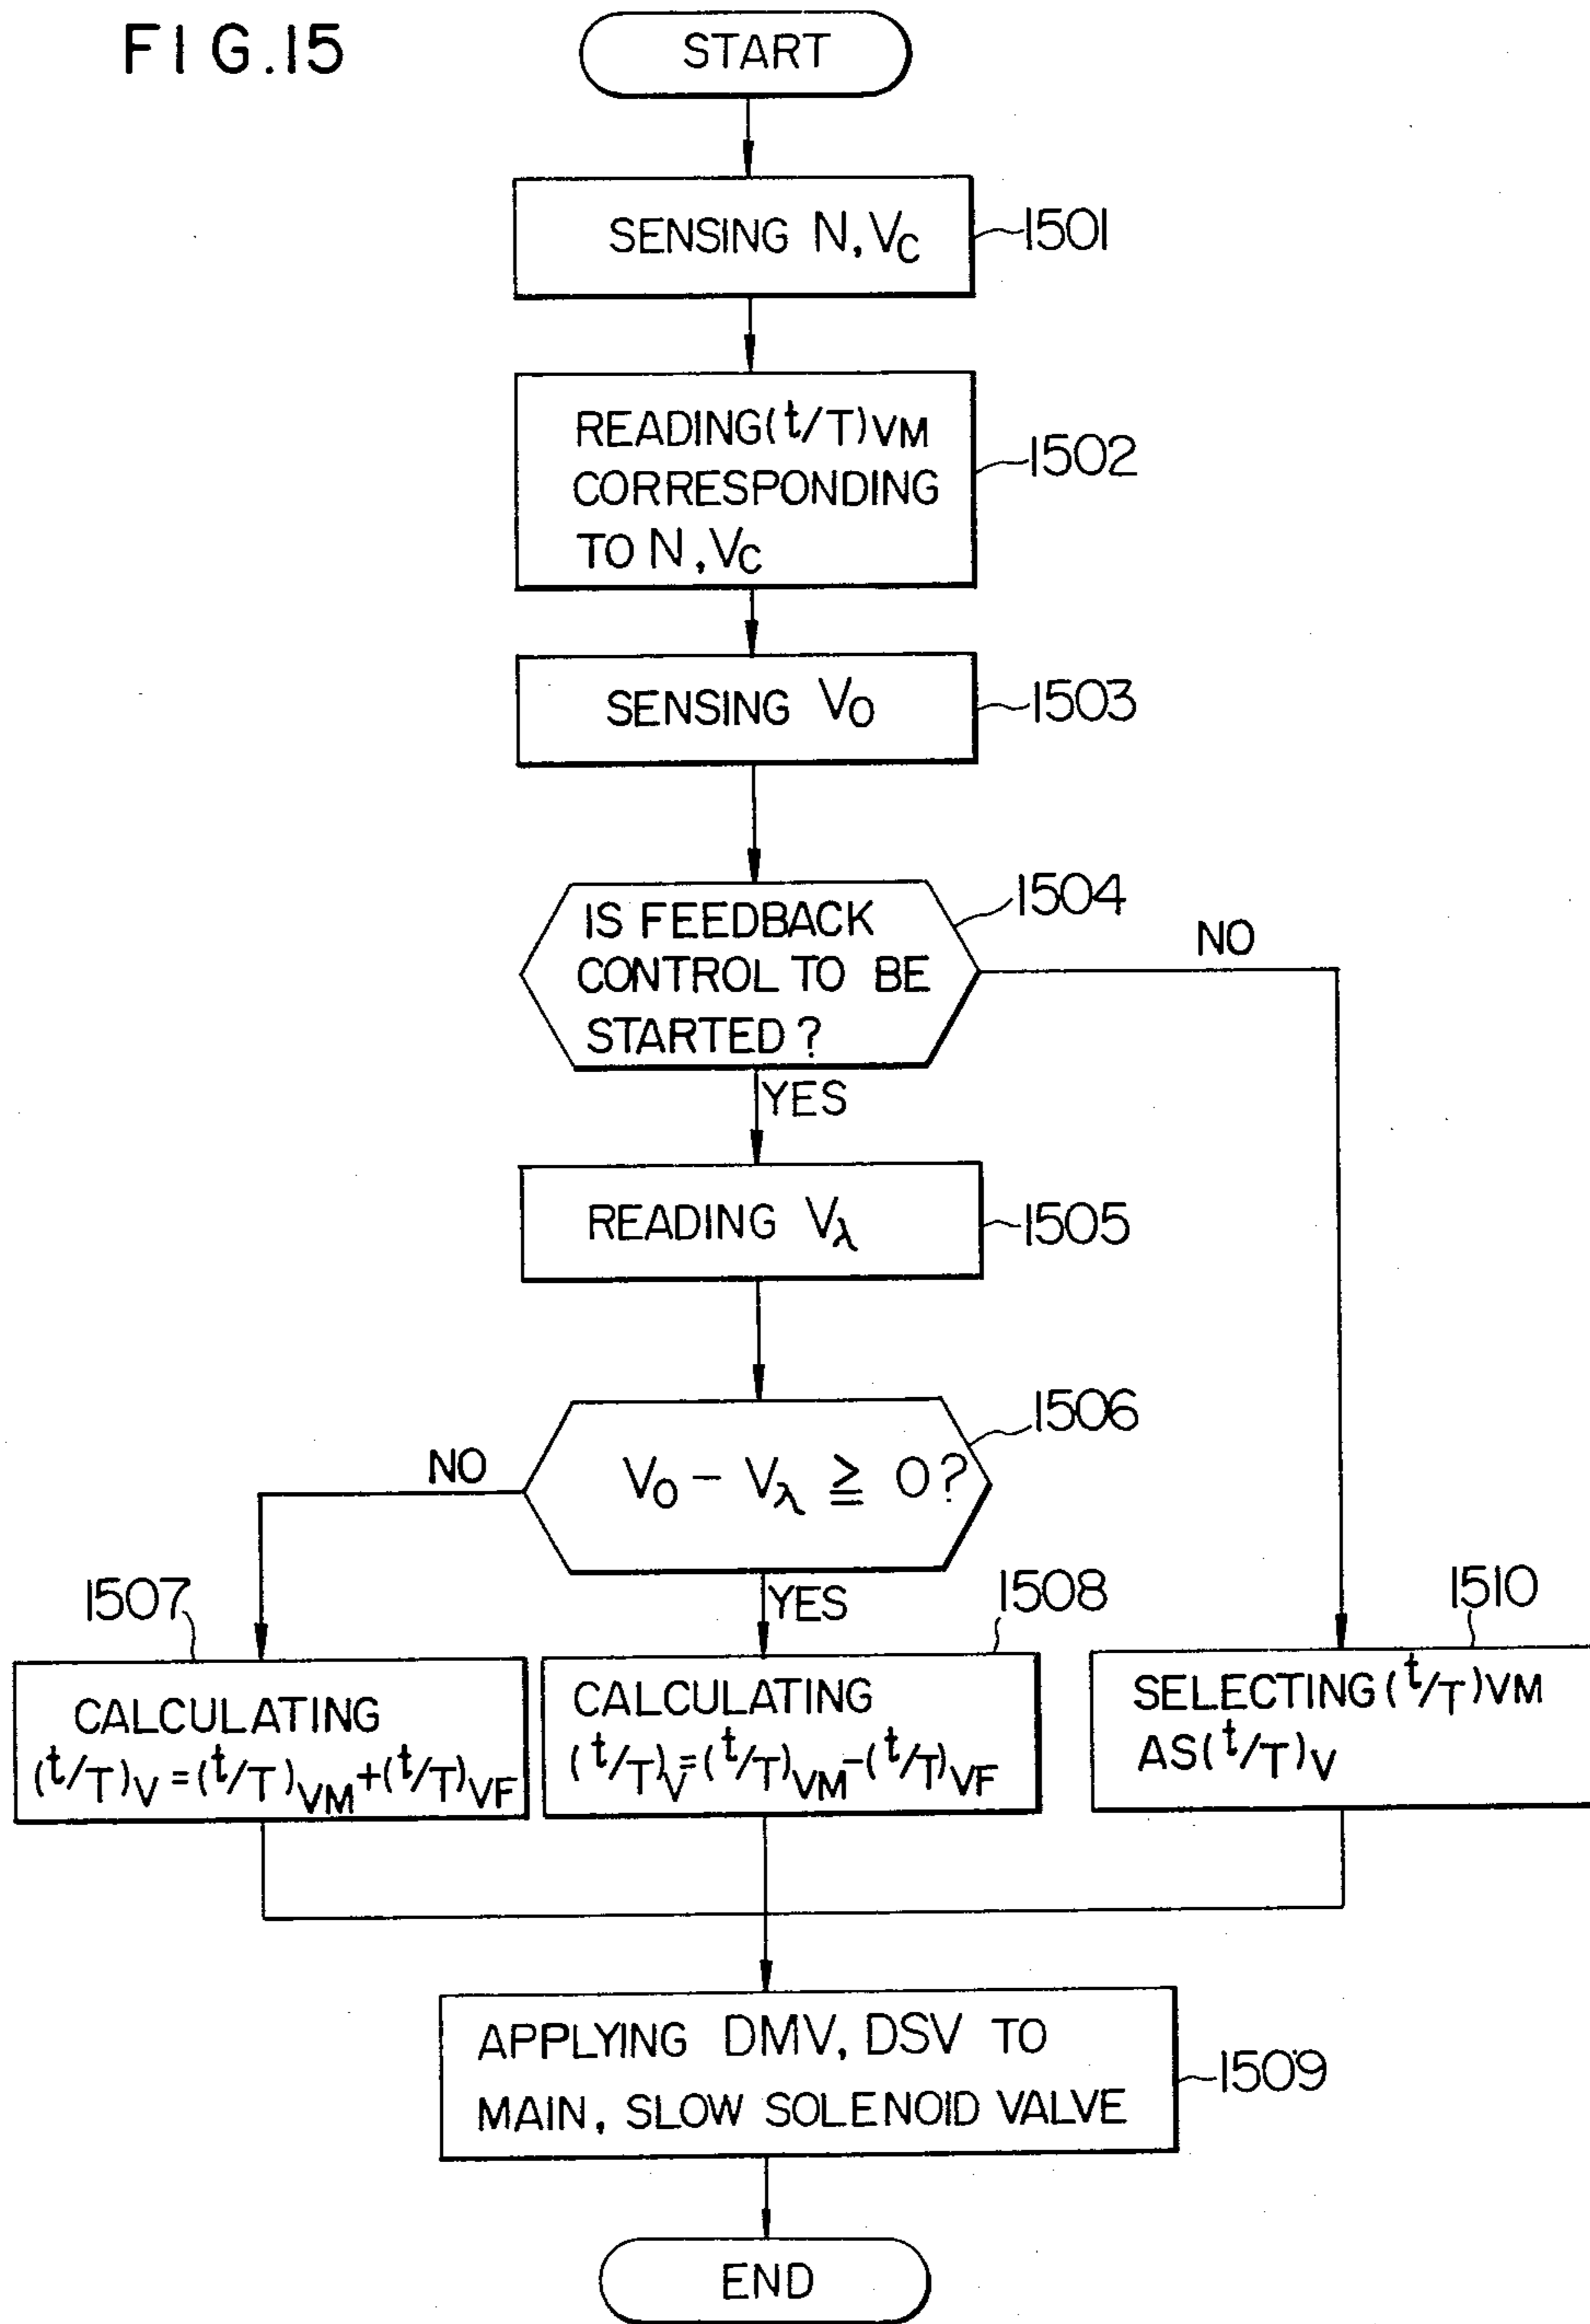 FIG.15
START
SENSING N, VC
1501
READING(t/T)VM
CORRESPONDING
TO N, VC
1502
SENSING VO
1503
IS FEEDBACK
CONTROL TO BE
STARTED?
1504
NO
YES
READING Vλ
1505
VO - Vλ ≧ 0?
1506
NO
YES
1507
CALCULATING
(t/T)V = (t/T)VM + (t/T)VF
1508
CALCULATING
(t/T)V = (t/T)VM - (t/T)VF
1510
SELECTING(t/T)VM
AS(t/T)V
APPLYING DMV, DSV TO
MAIN, SLOW SOLENOID VALVE
1509
END